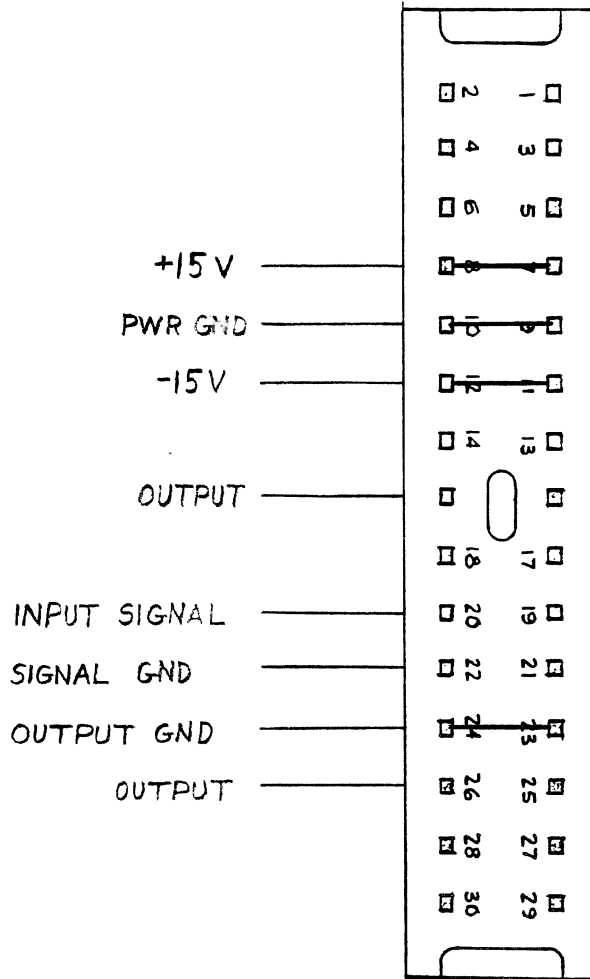 2 1
4 3
6 5
+15V 8 7
PWR GND 10 9
-15V 12 11
14 13
OUTPUT
18 17
INPUT SIGNAL 20 19
SIGNAL GND 22 21
OUTPUT GND 24 23
OUTPUT 26 25
28 27
30 29